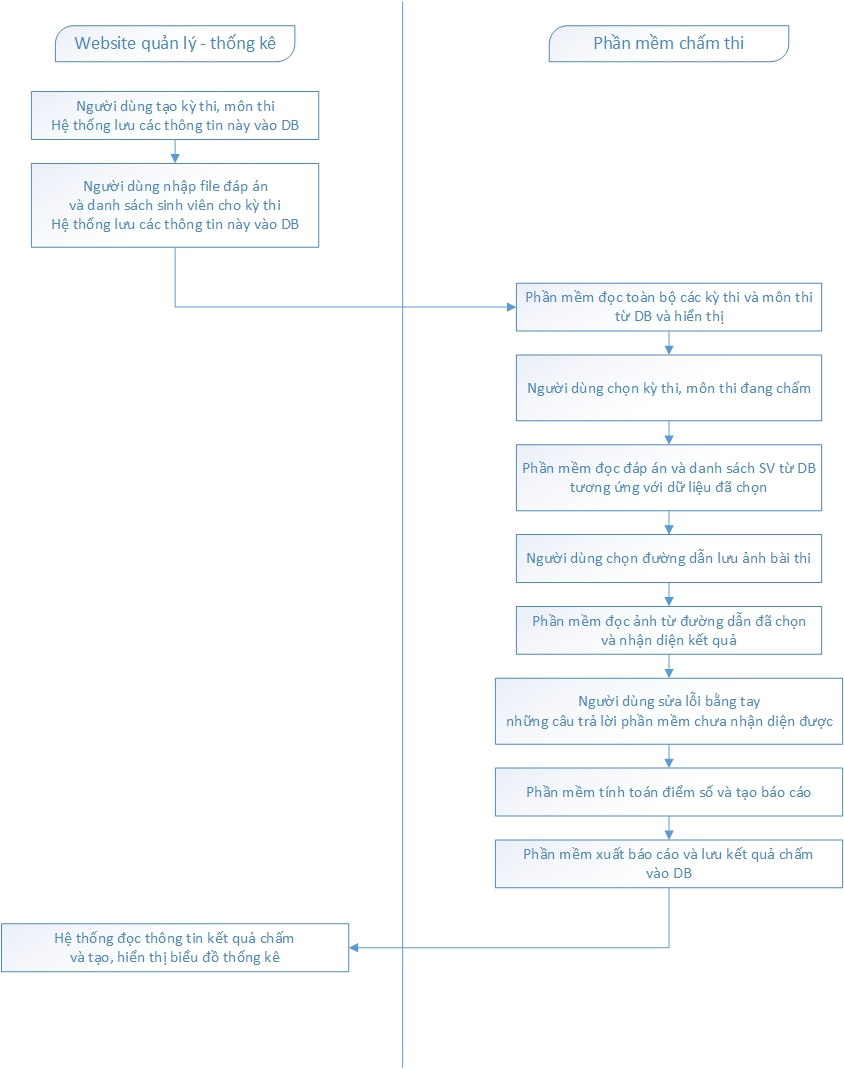 Website quản lý - thống kê
Phần mềm chấm thi
Người dùng tạo kỳ thi, môn thi
Hệ thống lưu các thông tin này vào DB
Người dùng nhập file đáp án
và danh sách sinh viên cho kỳ thi
Hệ thống lưu các thông tin này vào DB
Phần mềm đọc toàn bộ các kỳ thi và môn thi
từ DB và hiển thị
Người dùng chọn kỳ thi, môn thi đang chấm
Phần mềm đọc đáp án và danh sách SV từ DB
tương ứng với dữ liệu đã chọn
Người dùng chọn đường dẫn lưu ảnh bài thi
Phần mềm đọc ảnh từ đường dẫn đã chọn
và nhận diện kết quả
Người dùng sửa lỗi bằng tay
những câu trả lời phần mềm chưa nhận diện được
Phần mềm tính toán điểm số và tạo báo cáo
Phần mềm xuất báo cáo và lưu kết quả chấm
vào DB
Hệ thống đọc thông tin kết quả chấm
và tạo, hiển thị biểu đồ thống kê